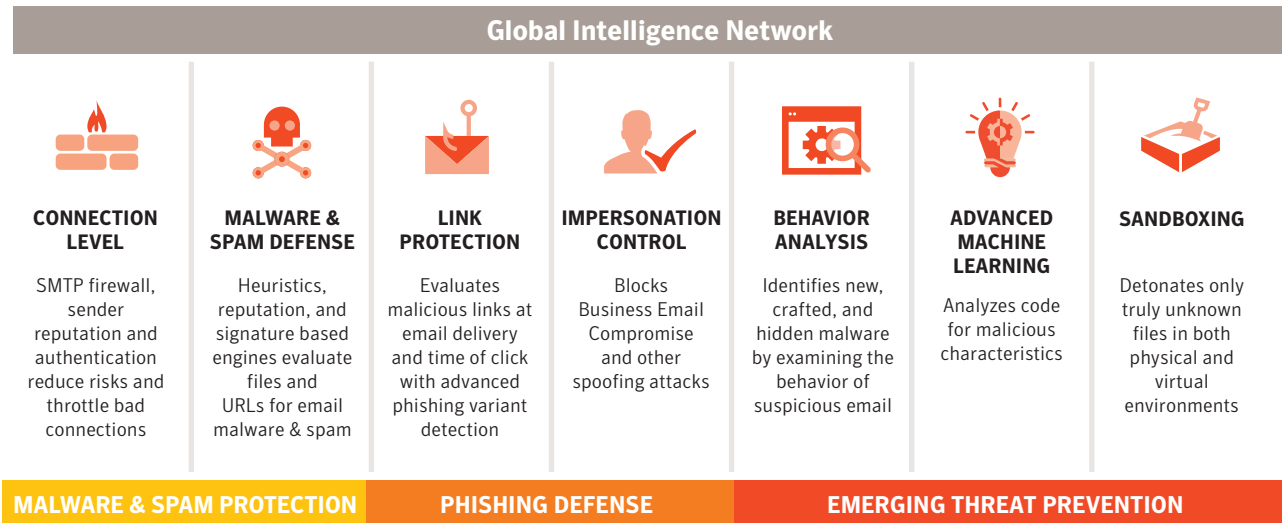 Global Intelligence Network
CONNECTION
LEVEL
SMTP firewall,
sender
reputation and
authentication
reduce risks and
throttle bad
connections
MALWARE &
SPAM DEFENSE
Heuristics,
reputation, and
signature based
engines evaluate
files and
URLs for email
malware & spam
LINK
PROTECTION
Evaluates
malicious links at
email delivery
and time of click
with advanced
phishing variant
detection
IMPERSONATION
CONTROL
Blocks
Business Email
Compromise
and other
spoofing attacks
BEHAVIOR
ANALYSIS
Identifies new,
crafted, and
hidden malware
by examining the
behavior of
suspicious email
ADVANCED
MACHINE
LEARNING
Analyzes code
for malicious
characteristics
SANDBOXING
Detonates only
truly unknown
files in both
physical and
virtual
environments
MALWARE & SPAM PROTECTION
PHISHING DEFENSE
EMERGING THREAT PREVENTION